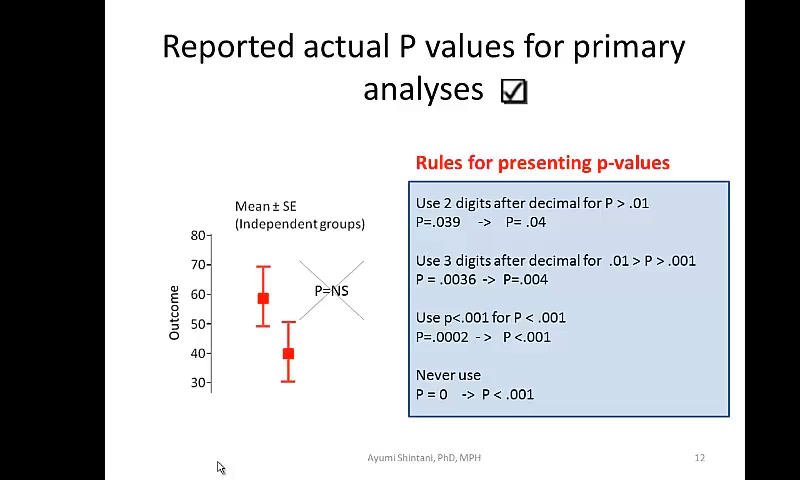 Reported actual P values for primary
analyses
Rules for presenting p-values
Mean ± SE
(Independent groups)
80
70
60
50
40
30
Outcome
P=NS
Use 2 digits after decimal for P > .01
P=.039 -> P= .04
Use 3 digits after decimal for .01 > P > .001
P = .0036 -> P=.004
Use p<.001 for P < .001
P=.0002 - > P <.001
Never use
P = 0 -> P < .001
Ayumi Shintani, PhD, MPH
12